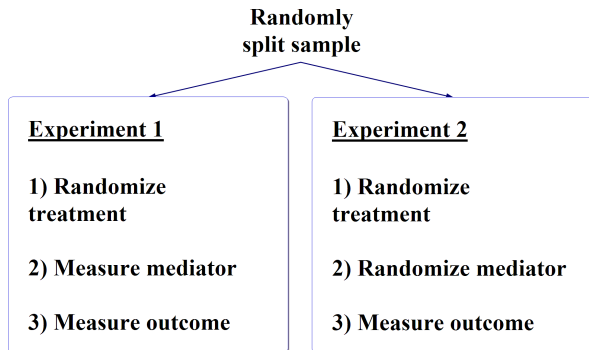 Randomly
split sample
Experiment 1
1) Randomize
treatment
2) Measure mediator
3) Measure outcome
Experiment 2
1) Randomize
treatment
2) Randomize mediator
3) Measure outcome